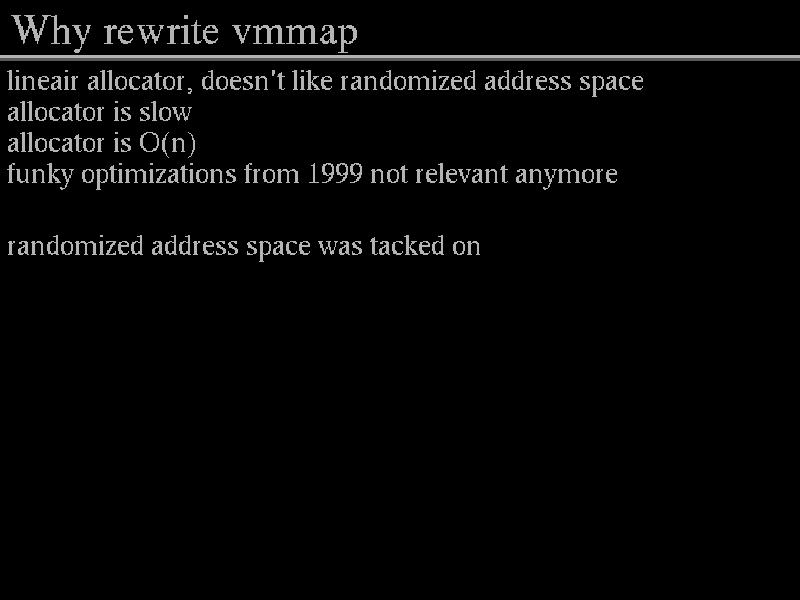 Why rewrite vmmap
lineair allocator, doesn't like randomized address space
allocator is slow
allocator is O(n)
funky optimizations from 1999 not relevant anymore
randomized address space was tacked on